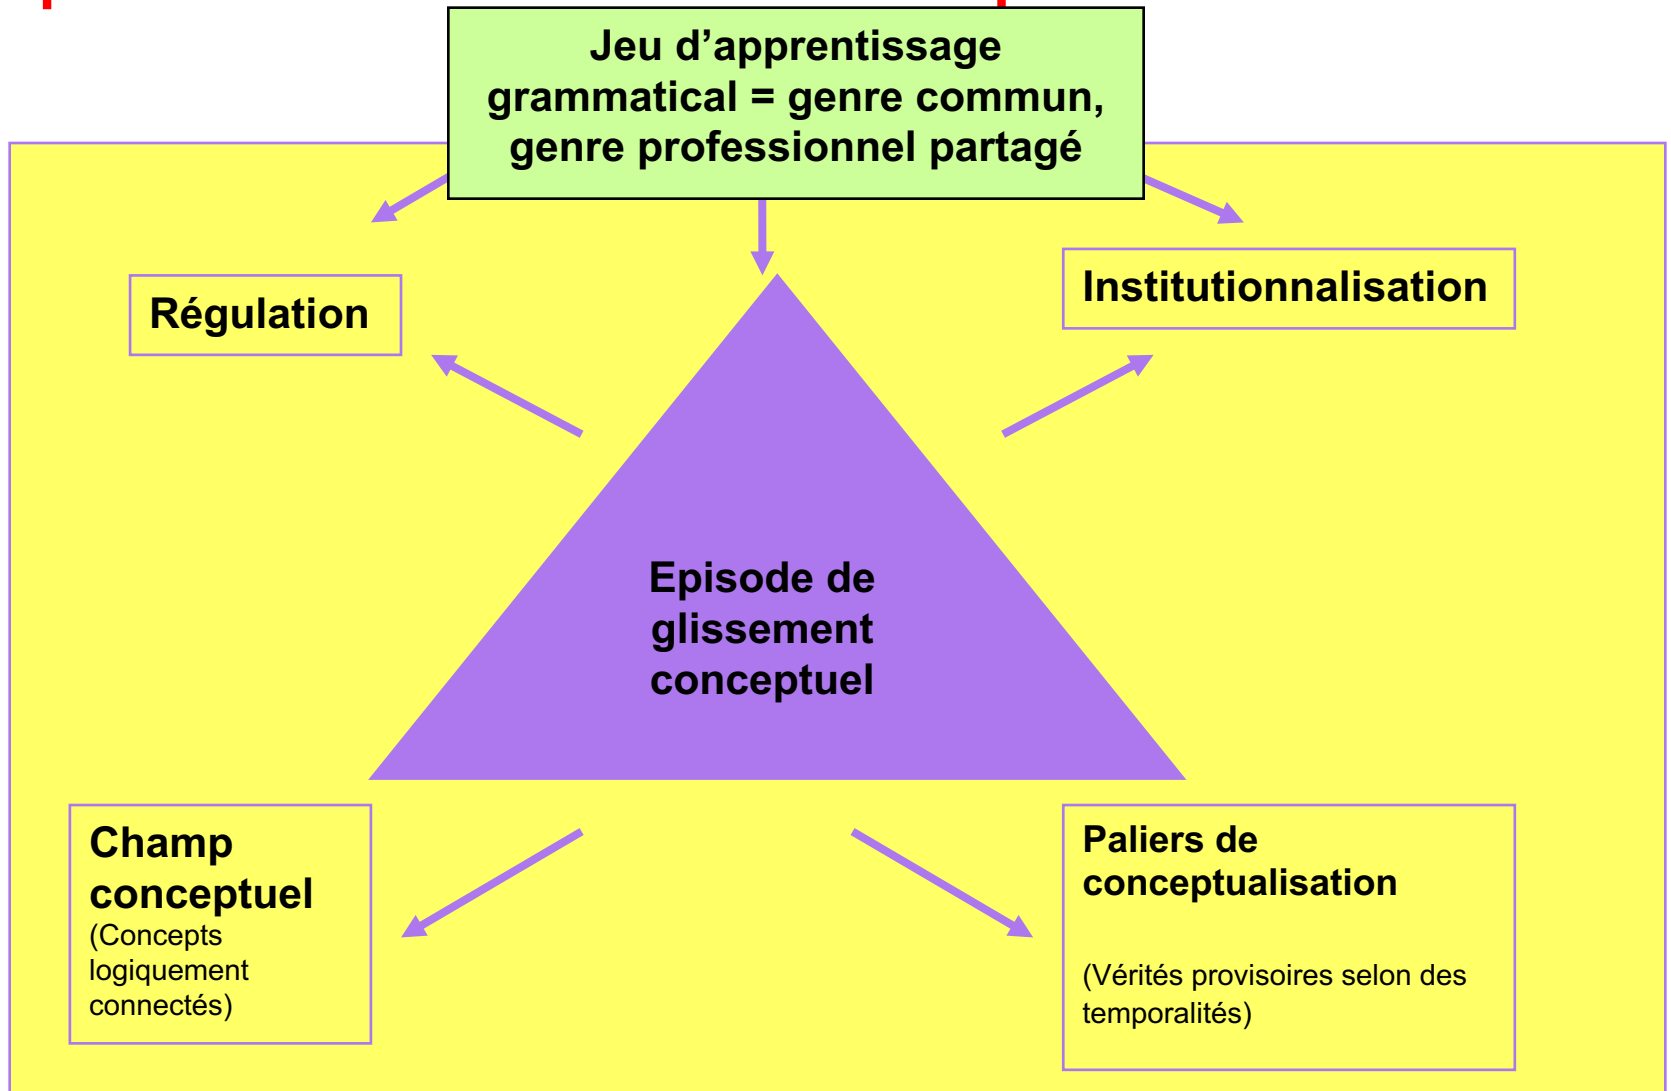 Jeu d’apprentissage
grammatical = genre commun,
genre professionnel partagé
Régulation
Institutionnalisation
Episode de
glissement
conceptuel
Champ
conceptuel
(Concepts
logiquement
connectés)
Paliers de
conceptualisation
(Vérités provisoires selon des
temporalités)